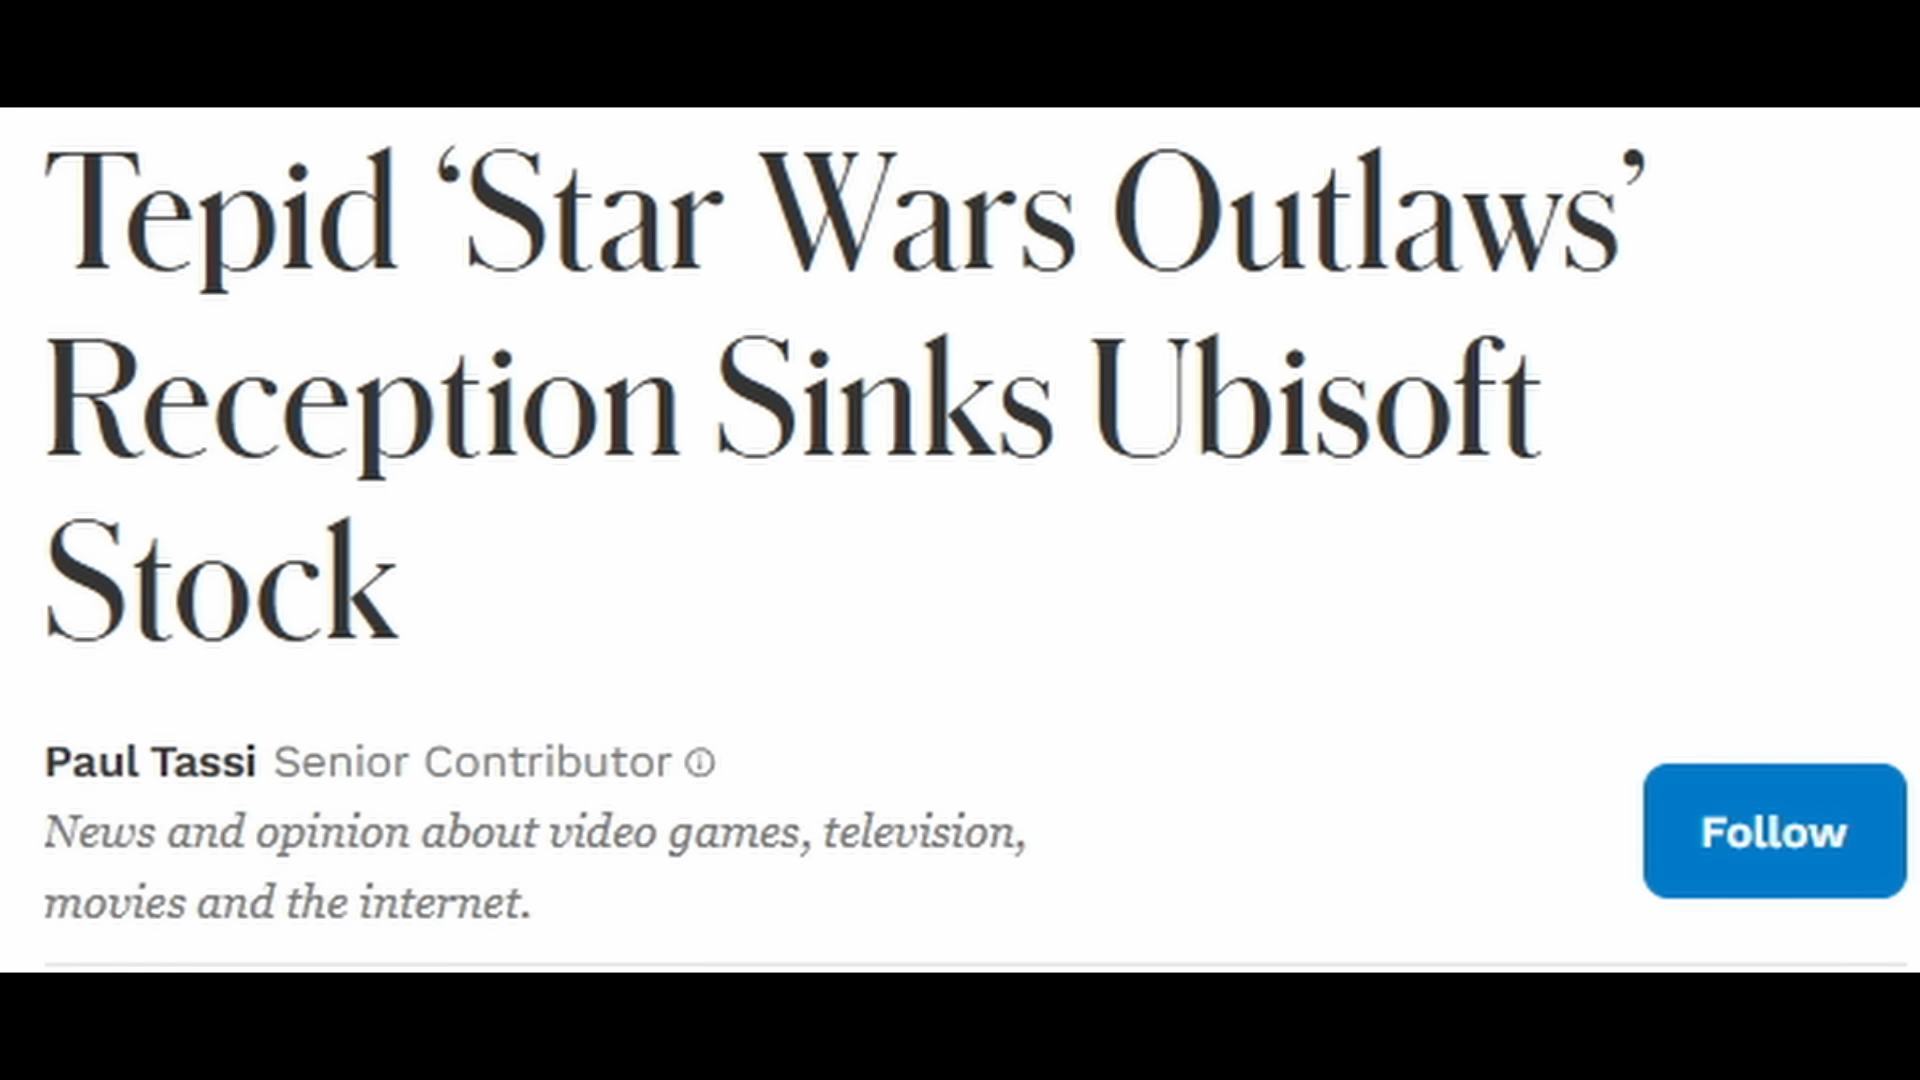 Tepid ‘Star Wars Outlaws’
Reception Sinks Ubisoft
Stock
Paul Tassi Senior Contributor
News and opinion about video games, television,
movies and the internet.
Follow